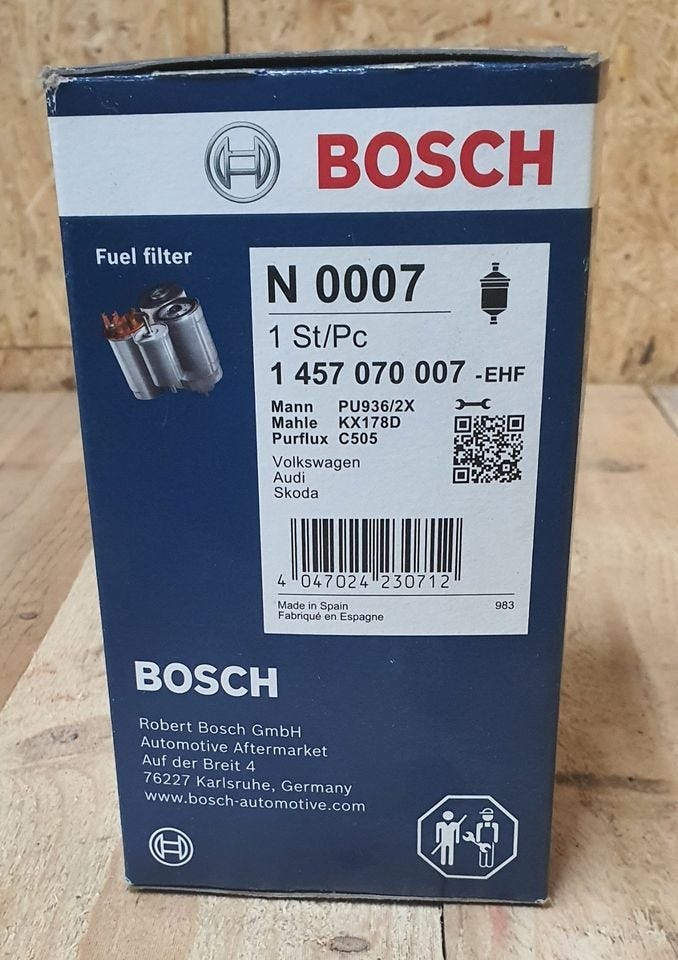 BOSCH
Fuel filter
N 0007
1 St/Pc
1 457 070 007 -EHF
Mann PU936/2X
Mahle KX178D
Purflux C505
Volkswagen
Audi
Skoda
4 047024 230712
Made in Spain 983
Fabriqué en Espagne
BOSCH
Robert Bosch GmbH
Automotive Aftermarket
Auf der Breit 4
76227 Karlsruhe, Germany
www.bosch-automotive.com